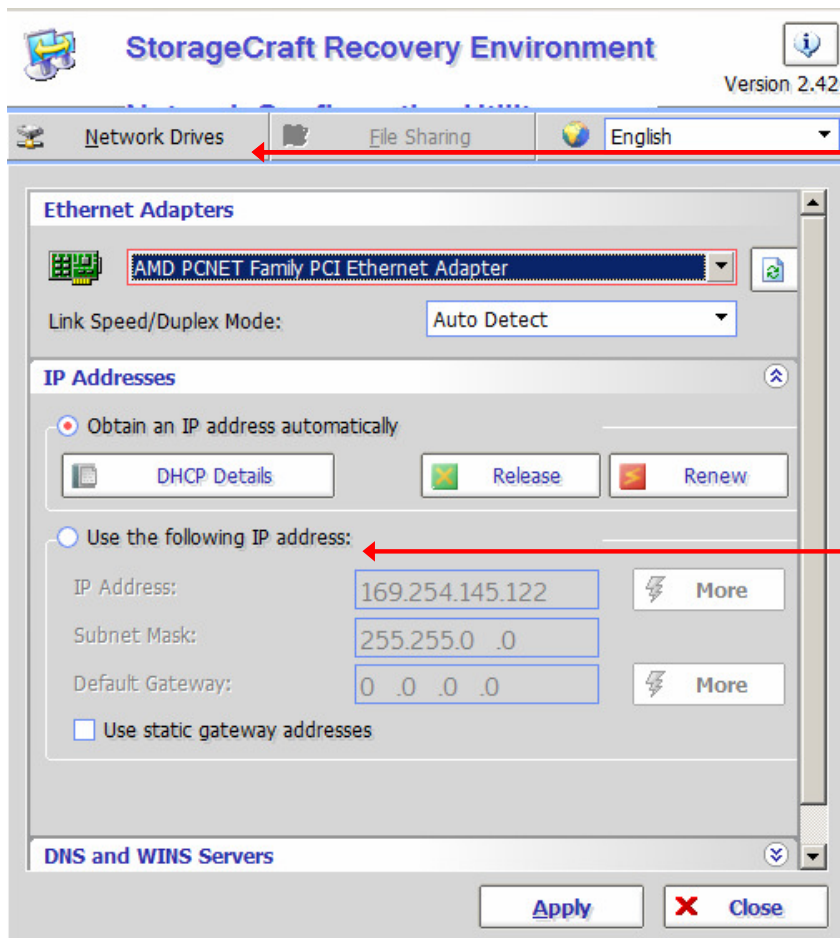 StorageCraft Recovery Environment
Version 2.42
Network Configuration Utility
Network Drives
File Sharing
English
Ethernet Adapters
AMD PCNET Family PCI Ethernet Adapter
Link Speed/Duplex Mode:
Auto Detect
IP Addresses
Obtain an IP address automatically
DHCP Details
Release
Renew
Use the following IP address:
IP Address:
169.254.145.122
More
Subnet Mask:
255.255.0 .0
Default Gateway:
0 .0 .0 .0
More
Use static gateway addresses
DNS and WINS Servers
Apply
Close